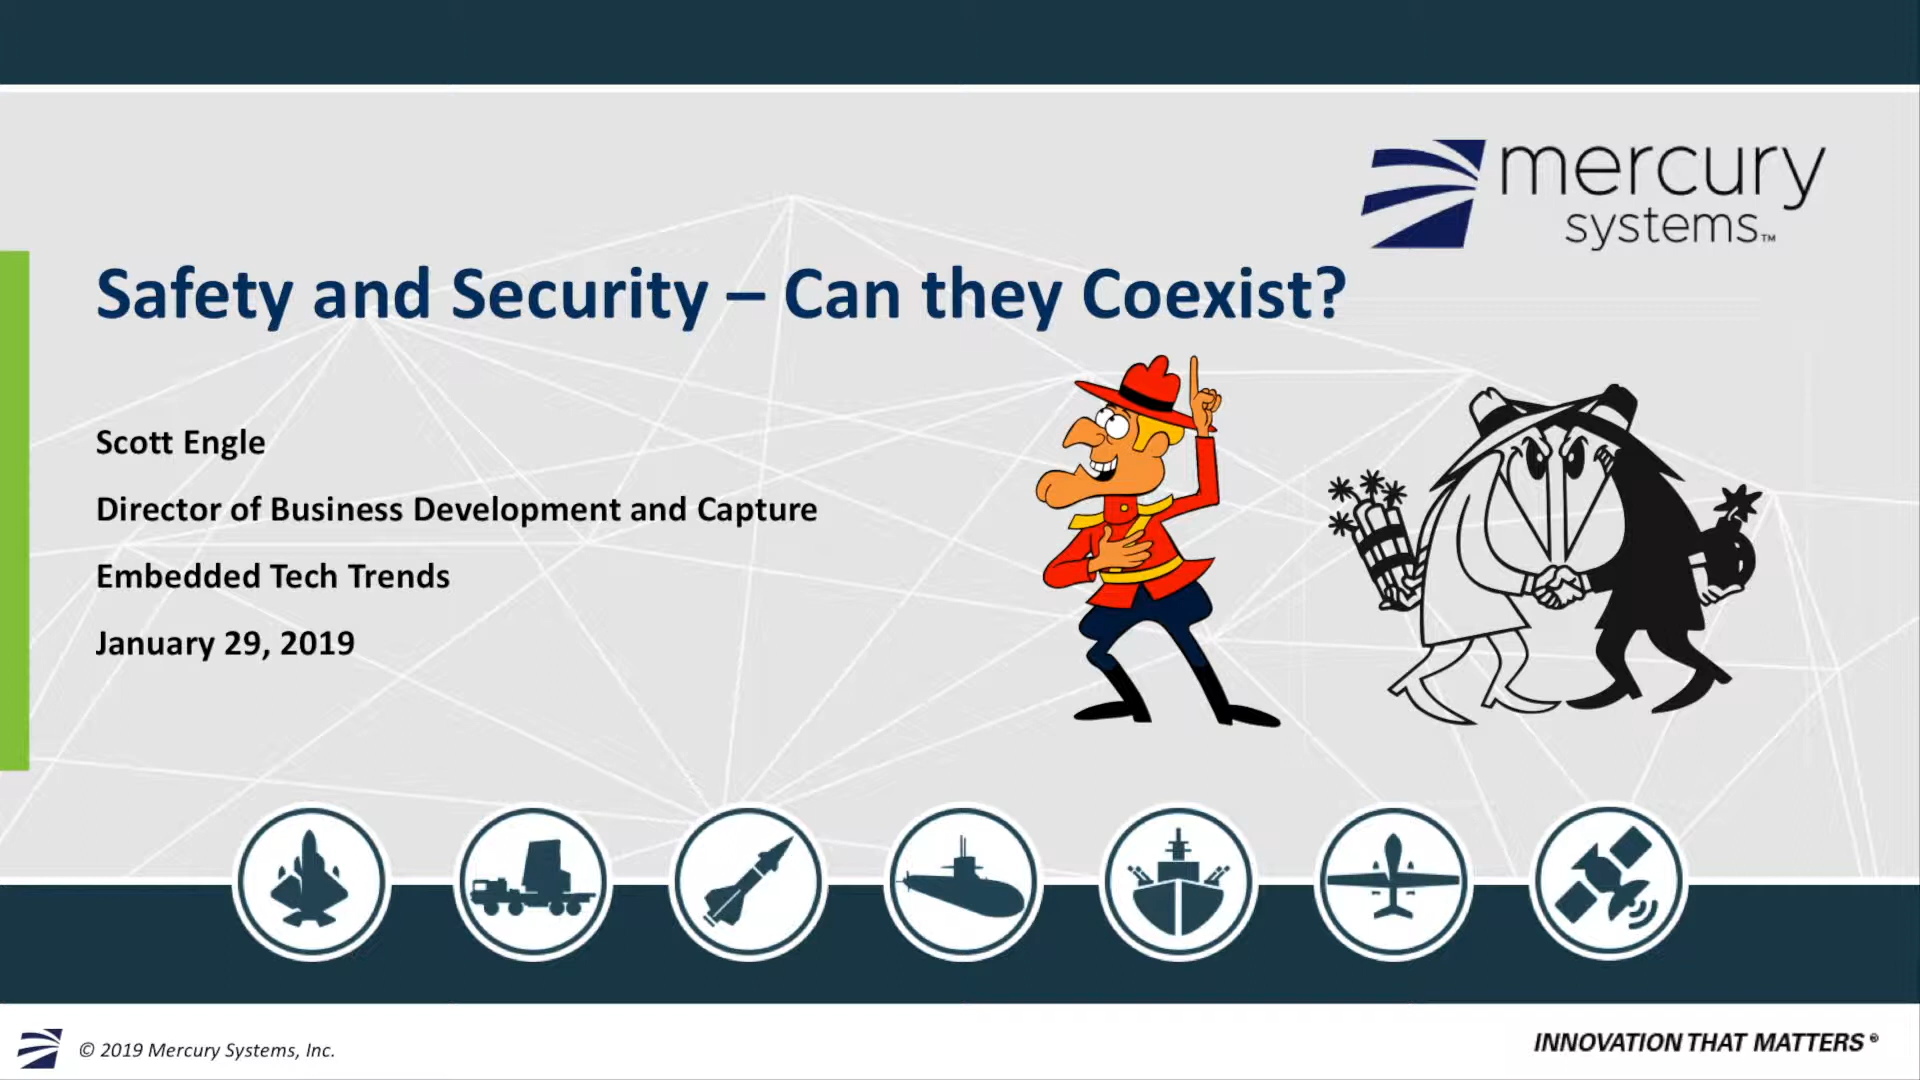 mercury
systems™
Safety and Security – Can they Coexist?
Scott Engle
Director of Business Development and Capture
Embedded Tech Trends
January 29, 2019
© 2019 Mercury Systems, Inc.
INNOVATION THAT MATTERS®